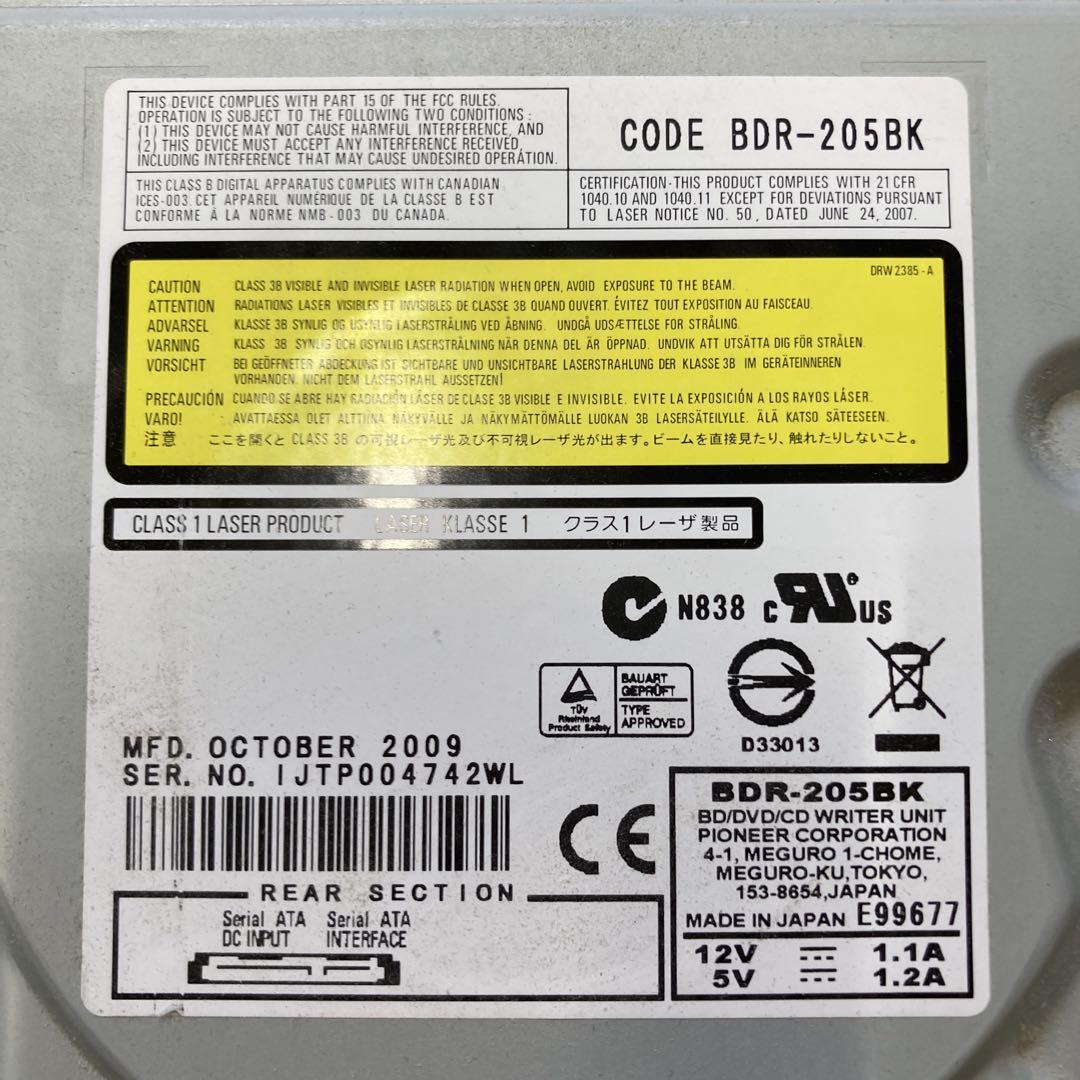 THIS DEVICE COMPLIES WITH PART 15 OF THE FCC RULES.
OPERATION IS SUBJECT TO THE FOLLOWING TWO CONDITIONS :
(1) THIS DEVICE MAY NOT CAUSE HARMFUL INTERFERENCE, AND
(2) THIS DEVICE MUST ACCEPT ANY INTERFERENCE RECEIVED,
INCLUDING INTERFERENCE THAT MAY CAUSE UNDESIRED OPERATION.
CODE BDR-205BK
THIS CLASS B DIGITAL APPARATUS COMPLIES WITH CANADIAN
ICES-003. CET APPAREIL NUMÉRIQUE DE LA CLASSE B EST
CONFORME À LA NORME NMB-003 DU CANADA.
CERTIFICATION-THIS PRODUCT COMPLIES WITH 21 CFR
1040.10 AND 1040.11 EXCEPT FOR DEVIATIONS PURSUANT
TO LASER NOTICE NO. 50, DATED JUNE 24, 2007.
DRW2385-A
CAUTION CLASS 3B VISIBLE AND INVISIBLE LASER RADIATION WHEN OPEN, AVOID EXPOSURE TO THE BEAM.
ATTENTION RADIATIONS LASER VISIBLES ET INVISIBLES DE CLASSE 3B QUAND OUVERT. ÉVITEZ TOUT EXPOSITION AU FAISCEAU.
ADVARSEL KLASSE 3B SYNLIG OG USYNLIG LASERSTRÅLING VED ÅBNING. UNDGÅ UDSÆTTELSE FOR STRÅLING.
VARNING KLASS 3B SYNLIG OCH OSYNLIG LASERSTRÅLNING NÄR DENNA DEL ÄR ÖPPNAD. UNDVIK ATT UTSÄTTA DIG FÖR STRÅLEN.
VORSICHT BEI GEÖFFNETER ABDECKUNG IST SICHTBARE UND UNSICHTBARE LASERSTRAHLUNG DER KLASSE 3B IM GERÄTEINNEREN
VORHANDEN. NICHT DEM LASERSTRAHL AUSSETZEN!
PRECAUCIÓN CUANDO SE ABRE HAY RADIACIÓN LÁSER DE CLASE 3B VISIBLE E INVISIBLE. EVITE LA EXPOSICIÓN A LOS RAYOS LÁSER.
VARO! AVATTAESSA OLET ALTTIINA NÄKYVÄLLE JA NÄKYMÄTTÖMÄLLE LUOKAN 3B LASERSÄTEILYLLE. ÄLÄ KATSO SÄTEESEEN.
注意 ここを開くと CLASS 3B の可視レーザ光及び不可視レーザ光が出ます。ビームを直接見たり、触れたりしないこと。
CLASS 1 LASER PRODUCT LASER KLASSE 1 クラス1レーザ製品
N838 c RU® US
TÜV
Rheinland
Product Safety
BAUART
GEPRÜFT
TYPE
APPROVED
D33013
MFD. OCTOBER 2009
SER. NO. IJTP004742WL
CE
REAR SECTION
Serial ATA Serial ATA
DC INPUT INTERFACE
BDR-205BK
BD/DVD/CD WRITER UNIT
PIONEER CORPORATION
4-1, MEGURO 1-CHOME,
MEGURO-KU,TOKYO,
153-8654,JAPAN
MADE IN JAPAN E99677
12V ⎓ 1.1A
5V ⎓ 1.2A